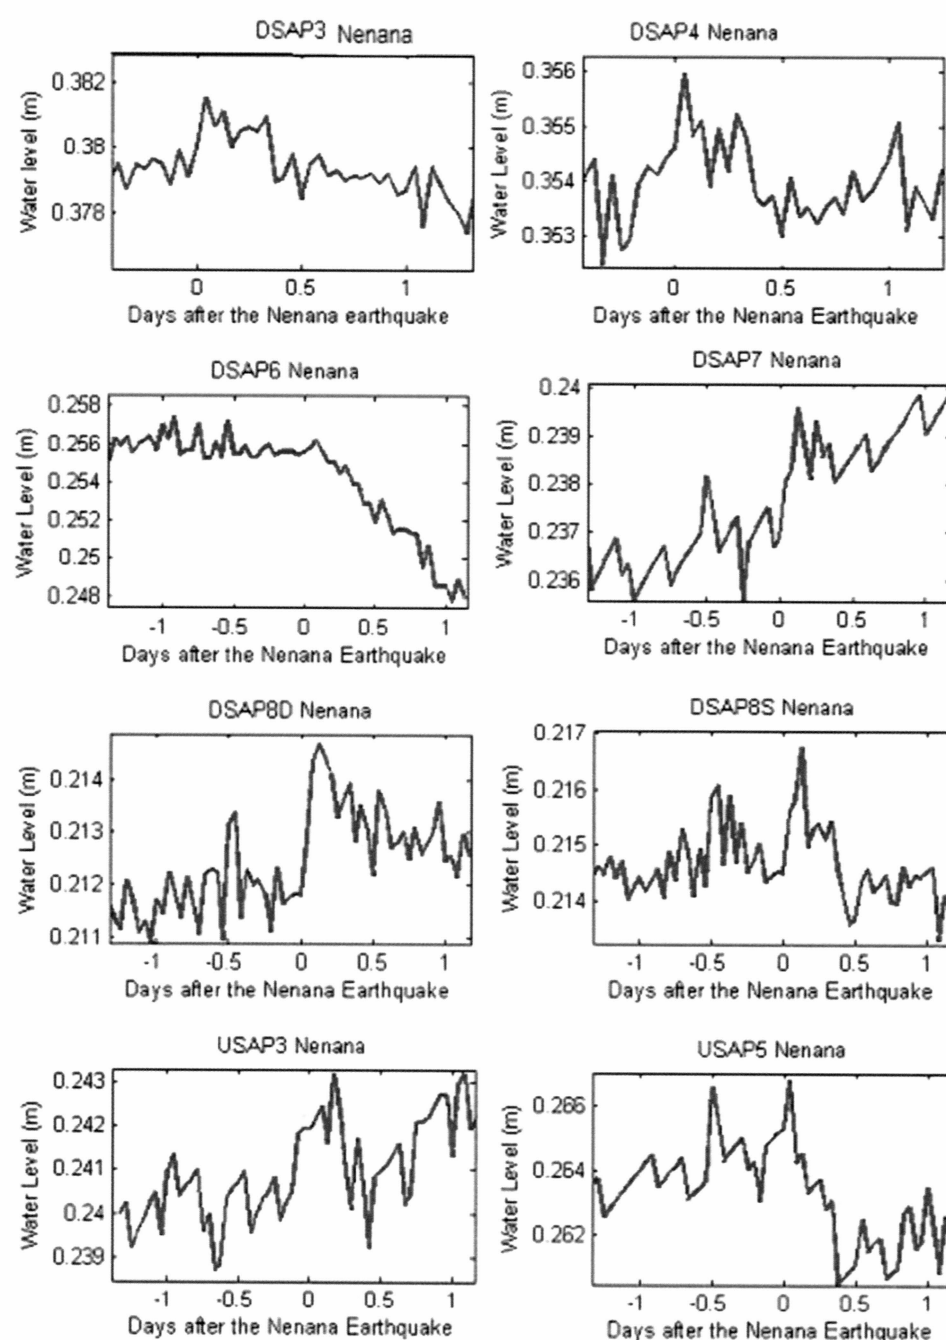 DSAP3 Nenana
Water level (m)
0.382
0.38
0.378
0 0.5 1
Days after the Nenana earthquake
DSAP4 Nenana
Water Level (m)
0.356
0.355
0.354
0.353
0 0.5 1
Days after the Nenana Earthquake
DSAP6 Nenana
Water Level (m)
0.258
0.256
0.254
0.252
0.25
0.248
-1 -0.5 0 0.5 1
Days after the Nenana Earthquake
DSAP7 Nenana
Water Level (m)
0.24
0.239
0.238
0.237
0.236
-1 -0.5 0 0.5 1
Days after the Nenana Earthquake
DSAP8D Nenana
Water Level (m)
0.214
0.213
0.212
0.211
-1 -0.5 0 0.5 1
Days after the Nenana Earthquake
DSAP8S Nenana
Water Level (m)
0.217
0.216
0.215
0.214
-1 -0.5 0 0.5 1
Days after the Nenana Earthquake
USAP3 Nenana
Water Level (m)
0.243
0.242
0.241
0.24
0.239
-1 -0.5 0 0.5 1
Days after the Nenana Earthquake
USAP5 Nenana
Water Level (m)
0.266
0.264
0.262
-1 -0.5 0 0.5 1
Days after the Nenana Earthquake